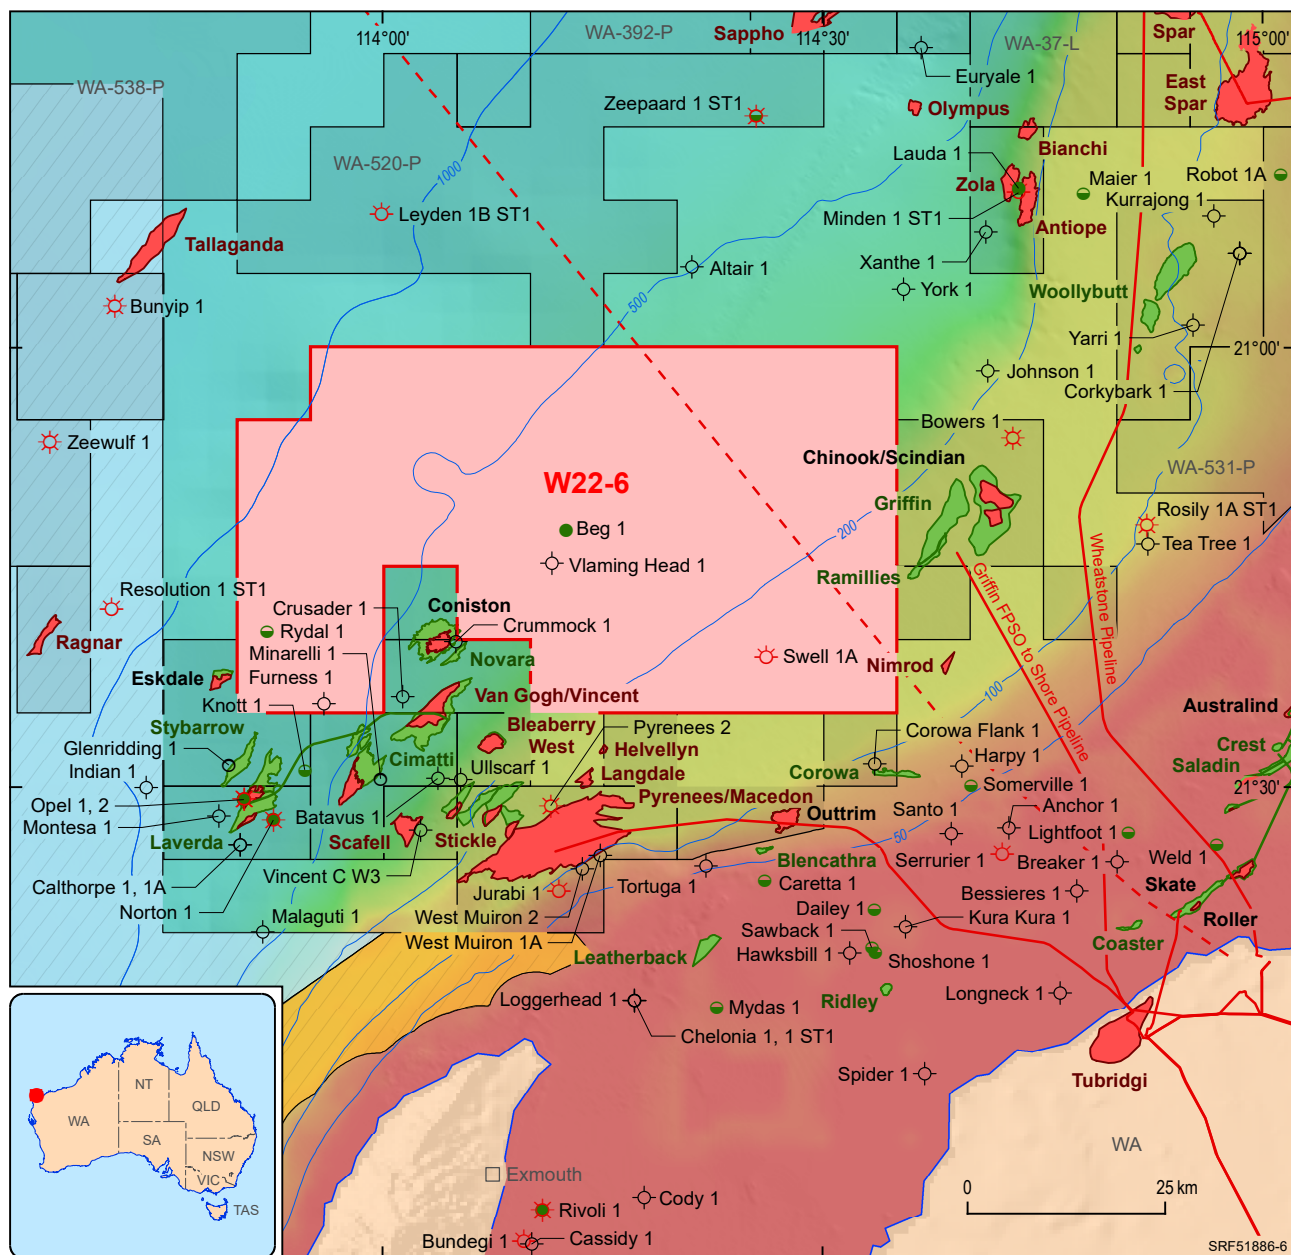 Sappho
114°00'
WA-392-P
114°30'
WA-37-L
Spar
115°00'
Euryale 1
WA-538-P
East
Spar
Zeepaard 1 ST1
Olympus
Bianchi
WA-520-P
1000
Lauda 1
Zola
Maier 1
Robot 1A
Kurrajong 1
Leyden 1B ST1
Minden 1 ST1
Antiope
Tallaganda
Xanthe 1
Altair 1
York 1
Woollybutt
Bunyip 1
500
Yarri 1
21°00'
Johnson 1
Corkybark 1
Bowers 1
Zeewulf 1
Chinook/Scindian
WA-531-P
W22-6
Griffin
Rosily 1A ST1
Beg 1
200
Tea Tree 1
Vlaming Head 1
Ramillies
Wheatstone Pipeline
Griffin FPSO to Shore Pipeline
Resolution 1 ST1
Crusader 1
Coniston
Crummock 1
Ragnar
Rydal 1
Minarelli 1
Novara
Swell 1A
Nimrod
Eskdale
Furness 1
Van Gogh/Vincent
100
Knott 1
Australind
Stybarrow
Bleaberry
West
Pyrenees 2
Corowa Flank 1
Crest
Glenridding 1
Helvellyn
Harpy 1
Indian 1
Cimatti
Ullscarf 1
Langdale
Corowa
Saladin
Somerville 1
21°30'
Opel 1, 2
Pyrenees/Macedon
Santo 1
Anchor 1
Montesa 1
Batavus 1
Outtrim
50
Lightfoot 1
Laverda
Scafell
Stickle
Blencathra
Serrurier 1
Breaker 1
Weld 1
Calthorpe 1, 1A
Vincent C W3
Jurabi 1
Tortuga 1
Caretta 1
Bessieres 1
Skate
Norton 1
Malaguti 1
West Muiron 2
Dailey 1
Kura Kura 1
Roller
West Muiron 1A
Sawback 1
Coaster
Leatherback
Hawksbill 1
Shoshone 1
Loggerhead 1
Mydas 1
Ridley
Longneck 1
Chelonia 1, 1 ST1
Spider 1
Tubridgi
NT
WA
QLD
SA
NSW
VIC
TAS
WA
Exmouth
Cody 1
0
25 km
Rivoli 1
Bundegi 1
Cassidy 1
SRF51886-6